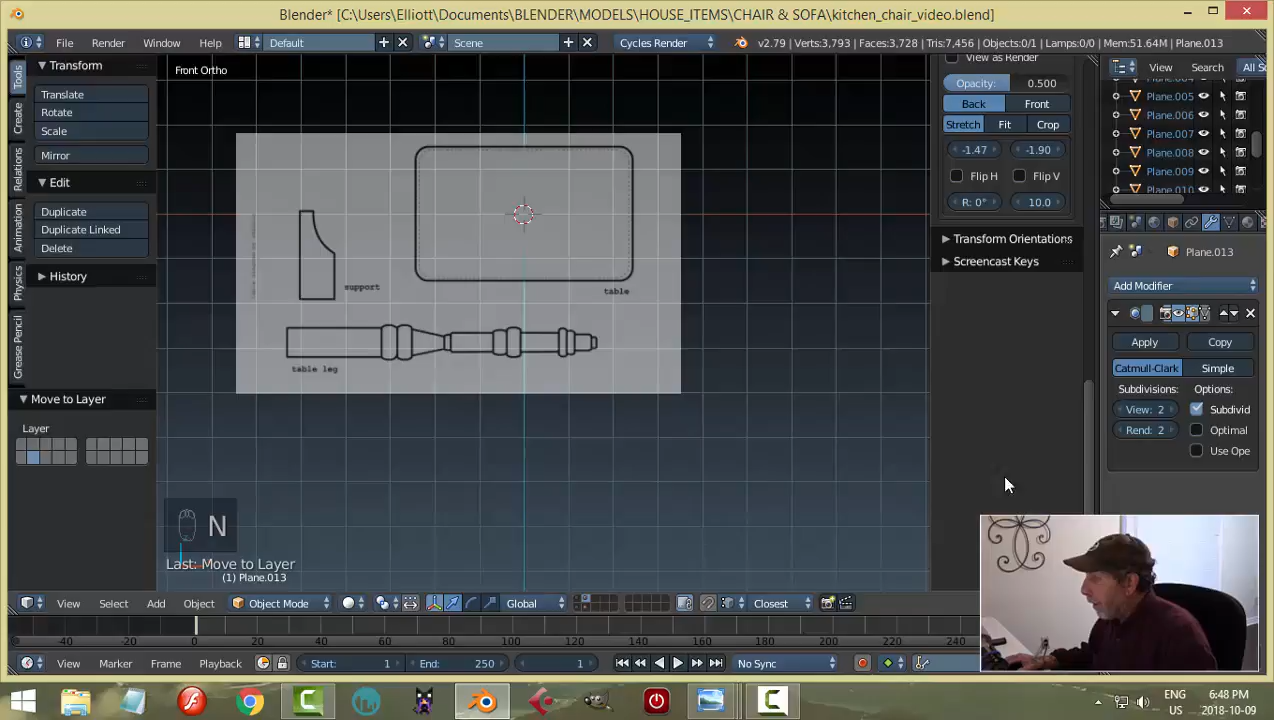 Blender* [C:\Users\Elliott\Documents\BLENDER\MODELS\HOUSE_ITEMS\CHAIR & SOFA\kitchen_chair_video.blend]
File Render Window Help Default Scene Cycles Render v2.79 | Verts:3,793 | Faces:3,728 | Tris:7,456 | Objects:0/1 | Lamps:0/0 | Mem:51.64M | Plane.013
Tools
Create
Relations
Animation
Physics
Grease Pencil
Transform
Translate
Rotate
Scale
Mirror
Edit
Duplicate
Duplicate Linked
Delete
History
Move to Layer
Layer
Front Ortho
support
table
table leg
N
Last: Move to Layer
(1) Plane.013
View as Render
Opacity: 0.500
Back Front
Stretch Fit Crop
-1.47 -1.90
Flip H Flip V
R: 0° 10.0
Transform Orientations
Screencast Keys
View Search All S
Plane.005
Plane.006
Plane.007
Plane.008
Plane.009
Plane.010
Plane.013
Add Modifier
Apply Copy
Catmull-Clark Simple
Subdivisions: Options:
View: 2 Subdivid
Rend: 2 Optimal
Use Ope
View Select Add Object Object Mode Global Closest
-40 -20 0 20 40 60 80 100 120 140 160 180 200 220 240
View Marker Frame Playback Start: 1 End: 250 1 No Sync
ENG 6:48 PM
US 2018-10-09